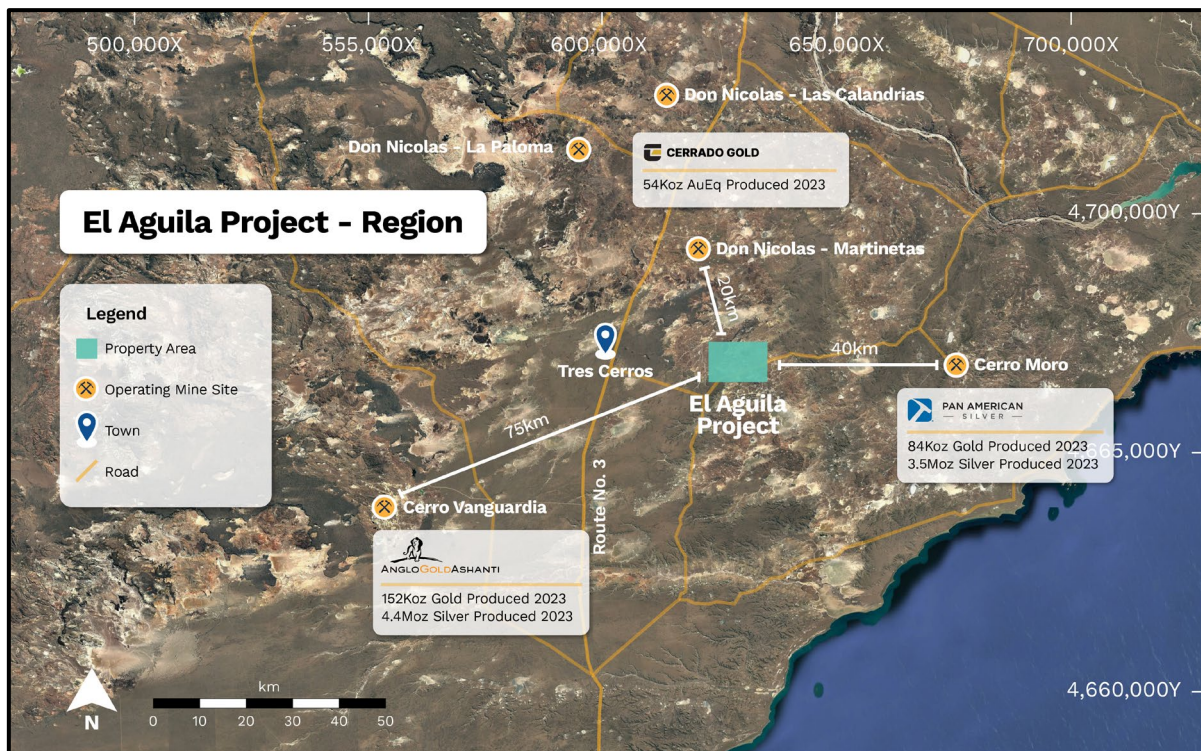 500,000X
555,000X
600,000X
650,000X
700,000X
Don Nicolas - Las Calandrias
Don Nicolas - La Paloma
CERRADO GOLD
54Koz AuEq Produced 2023
El Aguila Project - Region
4,700,000Y
Don Nicolas - Martinetas
20km
Legend
Property Area
Operating Mine Site
Town
Road
Tres Cerros
40km
Cerro Moro
El Aguila
Project
75km
PAN AMERICAN
SILVER
84Koz Gold Produced 2023
3.5Moz Silver Produced 2023
665,000Y
Cerro Vanguardia
Route No. 3
ANGLOGOLDASHANTI
152Koz Gold Produced 2023
4.4Moz Silver Produced 2023
4,660,000Y
N
km
0 10 20 30 40 50